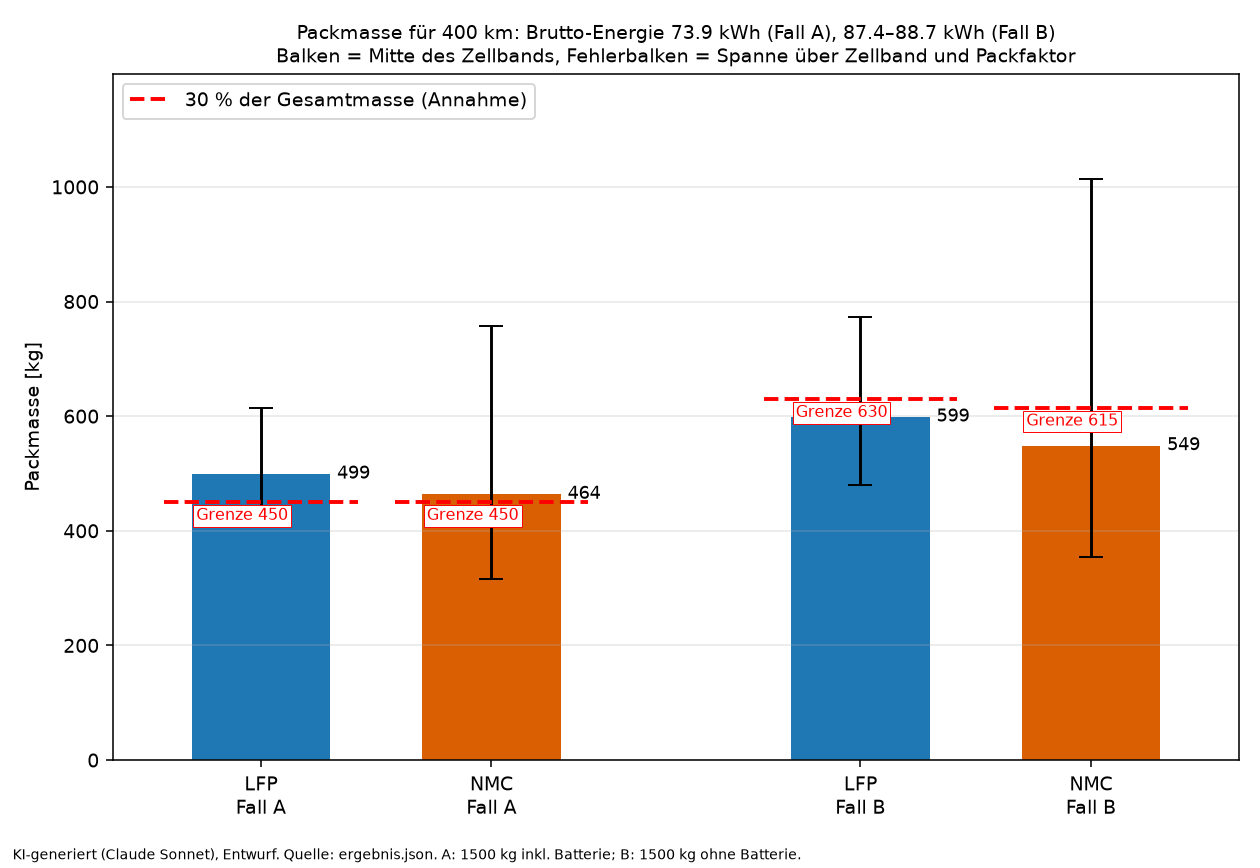 Packmasse für 400 km: Brutto-Energie 73.9 kWh (Fall A), 87.4–88.7 kWh (Fall B)
Balken = Mitte des Zellbands, Fehlerbalken = Spanne über Zellband und Packfaktor
30 % der Gesamtmasse (Annahme)
Packmasse [kg]
1000
800
600
400
200
0
499
Grenze 450
464
Grenze 450
Grenze 630
599
Grenze 615
549
LFP
Fall A
NMC
Fall A
LFP
Fall B
NMC
Fall B
KI-generiert (Claude Sonnet), Entwurf. Quelle: ergebnis.json. A: 1500 kg inkl. Batterie; B: 1500 kg ohne Batterie.